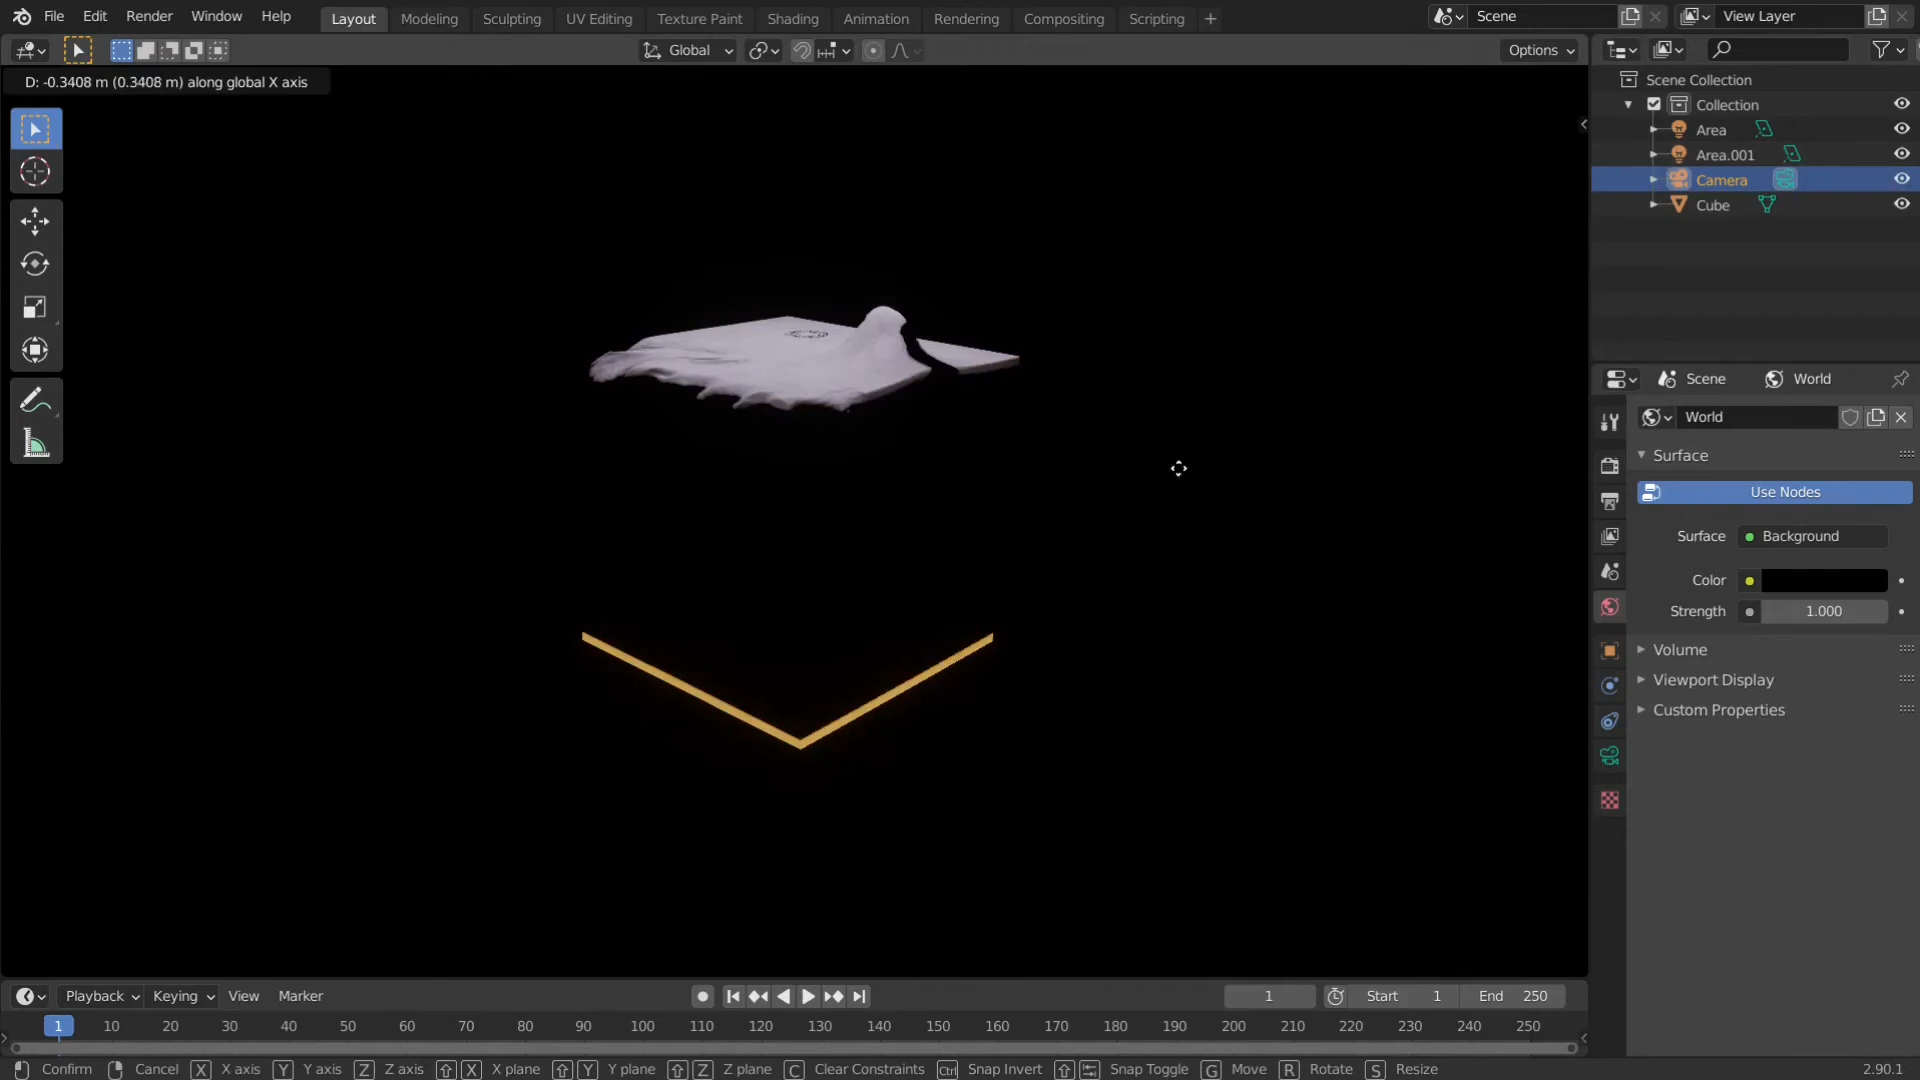 File Edit Render Window Help Layout Modeling Sculpting UV Editing Texture Paint Shading Animation Rendering Compositing Scripting Scene View Layer
Global Options
D: -0.3408 m (0.3408 m) along global X axis
Scene Collection
Collection
Area
Area.001
Camera
Cube
Scene World
World
Surface
Use Nodes
Surface Background
Color
Strength 1.000
Volume
Viewport Display
Custom Properties
Playback Keying View Marker 1 Start 1 End 250
1 10 20 30 40 50 60 70 80 90 100 110 120 130 140 150 160 170 180 190 200 210 220 230 240 250
Confirm Cancel X X axis Y Y axis Z Z axis X X plane Y Y plane Z Z plane C Clear Constraints Ctrl Snap Invert Snap Toggle G Move R Rotate S Resize 2.90.1